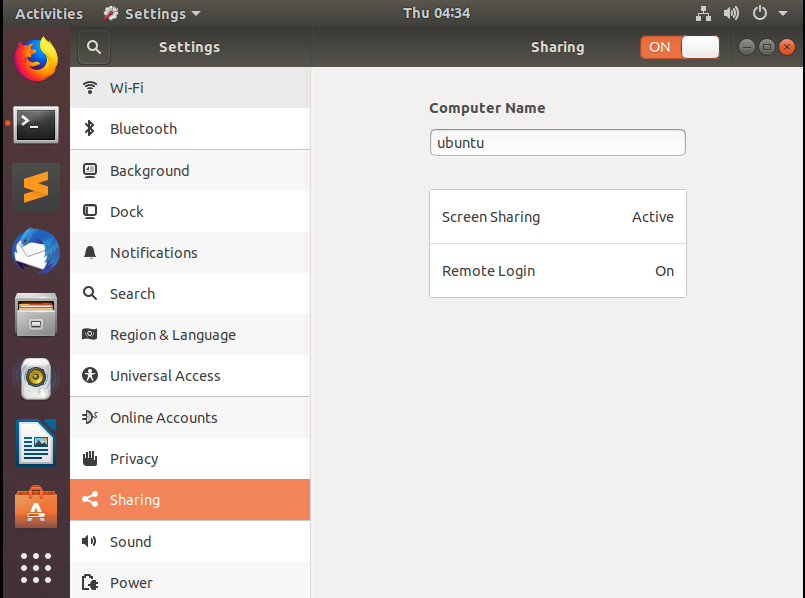 Activities Settings Thu 04:34
Settings Sharing ON
Wi-Fi
Bluetooth
Background
Dock
Notifications
Search
Region & Language
Universal Access
Online Accounts
Privacy
Sharing
Sound
Power
Computer Name
ubuntu
Screen Sharing Active
Remote Login On